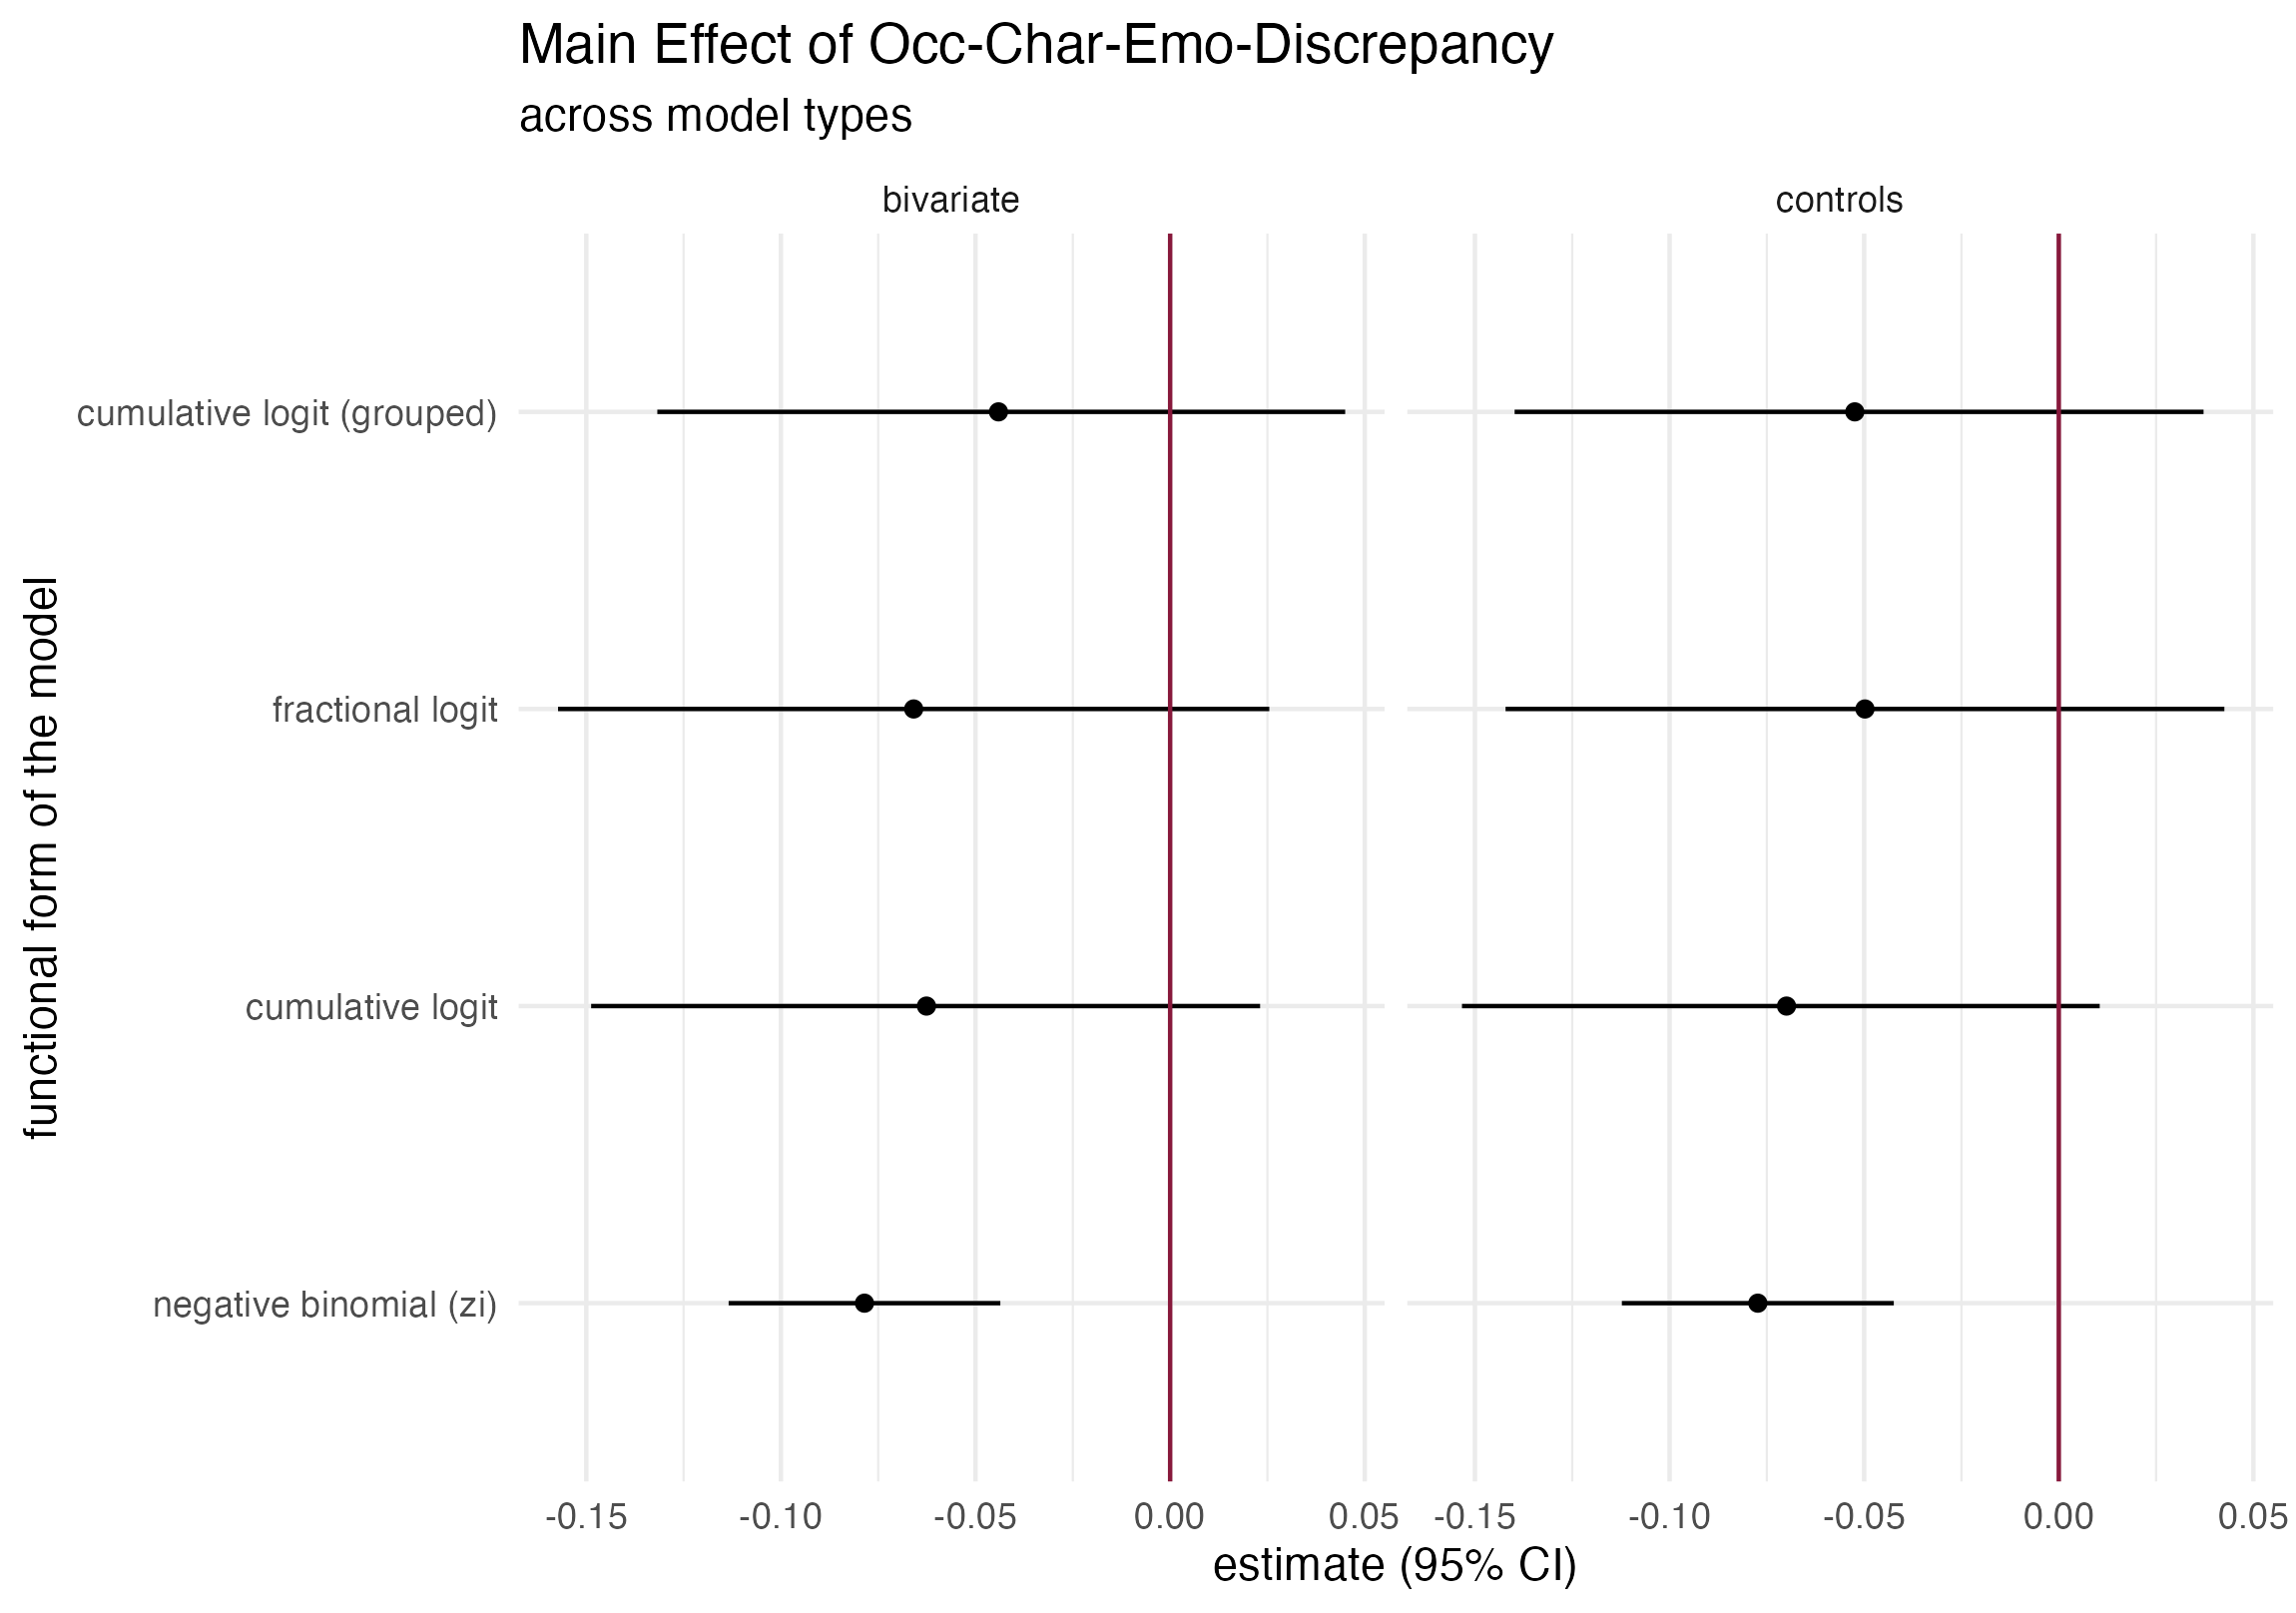 Main Effect of Occ-Char-Emo-Discrepancy
across model types
bivariate
controls
functional form of the model
cumulative logit (grouped)
fractional logit
cumulative logit
negative binomial (zi)
-0.15 -0.10 -0.05 0.00 0.05 -0.15 -0.10 -0.05 0.00 0.05
estimate (95% CI)